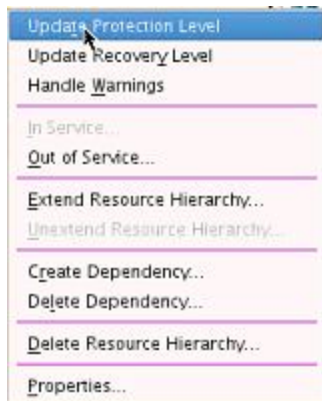 Update Protection Level
Update Recovery Level
Handle Warnings
In Service...
Out of Service...
Extend Resource Hierarchy...
Unextend Resource Hierarchy...
Create Dependency...
Delete Dependency...
Delete Resource Hierarchy...
Properties...